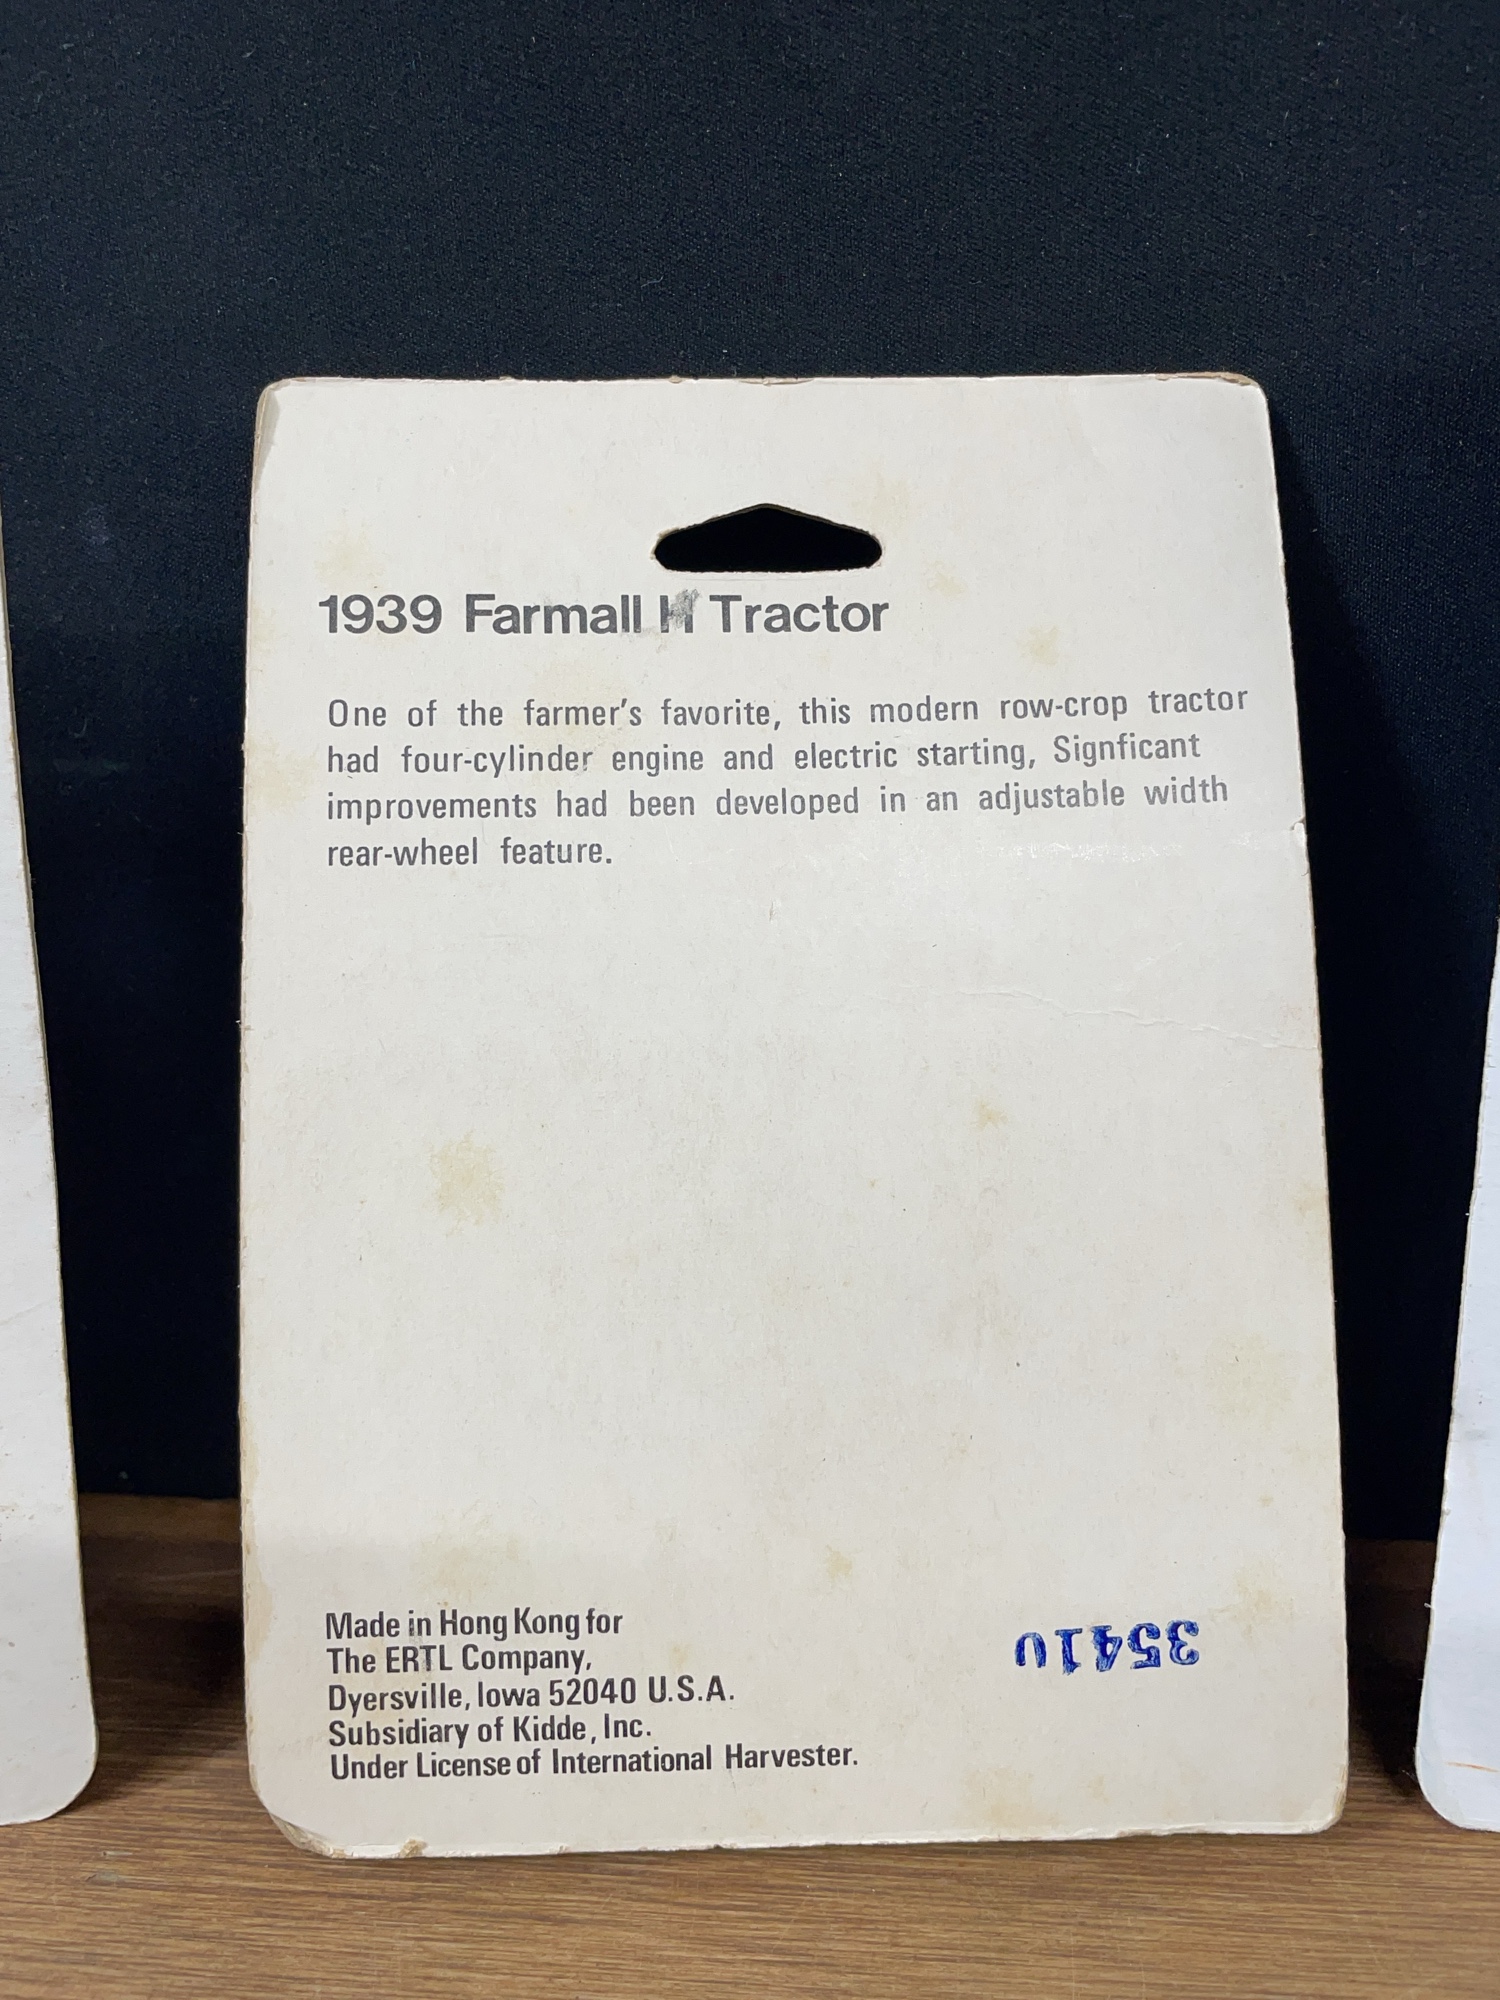 1939 Farmall H Tractor
One of the farmer's favorite, this modern row-crop tractor
had four-cylinder engine and electric starting, Signficant
improvements had been developed in an adjustable width
rear-wheel feature.
Made in Hong Kong for
The ERTL Company,
Dyersville, Iowa 52040 U.S.A.
Subsidiary of Kidde, Inc.
Under License of International Harvester.
3541U